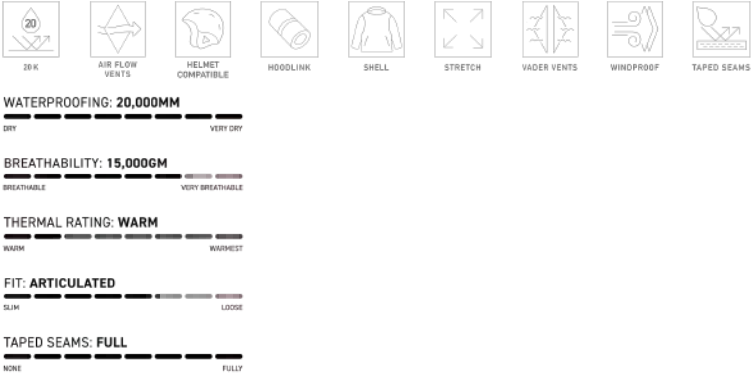 20
20 K
AIR FLOW
VENTS
HELMET
COMPATIBLE
HOODLINK
SHELL
STRETCH
VADER VENTS
WINDPROOF
TAPED SEAMS
WATERPROOFING: 20,000MM
DRY VERY DRY
BREATHABILITY: 15,000GM
BREATHABLE VERY BREATHABLE
THERMAL RATING: WARM
WARM WARMEST
FIT: ARTICULATED
SLIM LOOSE
TAPED SEAMS: FULL
NONE FULLY